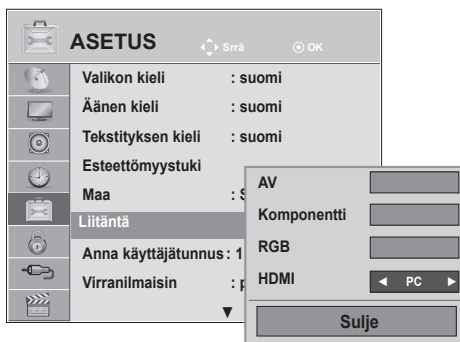 ASETUS
Srrä OK
Valikon kieli : suomi
Äänen kieli : suomi
Tekstityksen kieli : suomi
Esteettömyystuki
Maa : S
Liitäntä
Anna käyttäjätunnus : 1
Virranilmaisin : p
AV
Komponentti
RGB
HDMI ◄ PC ►
Sulje